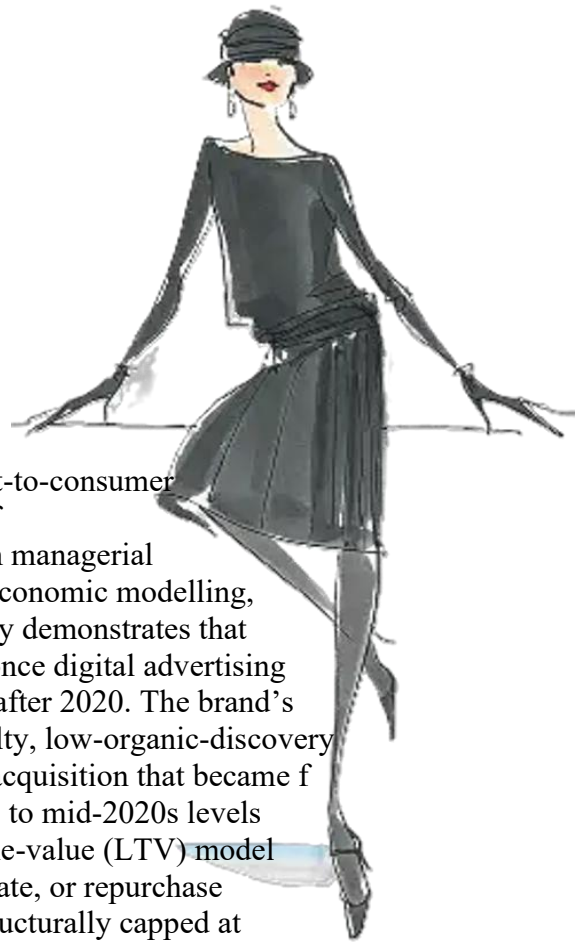 t-to-consumer
n managerial
conomic modelling,
y demonstrates that
nce digital advertising
after 2020. The brand's
lty, low-organic-discovery
acquisition that became f
to mid-2020s levels
e-value (LTV) model
ate, or repurchase
ucturally capped at